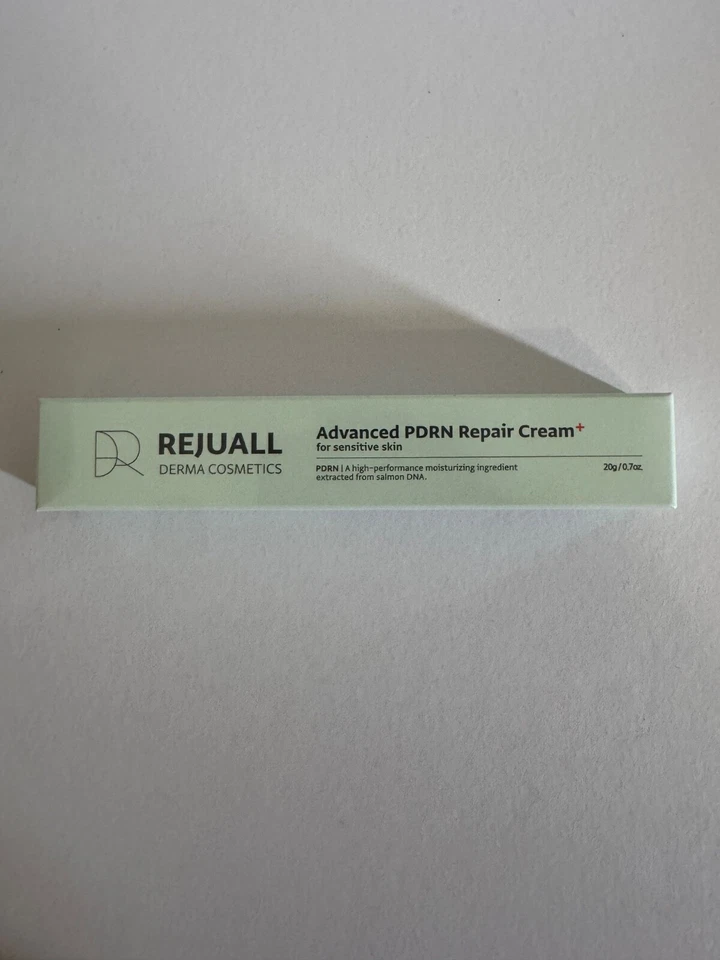 REJUALL
DERMA COSMETICS
Advanced PDRN Repair Cream+
for sensitive skin
PDRN | A high-performance moisturizing ingredient
extracted from salmon DNA.
20g / 0.7oz.